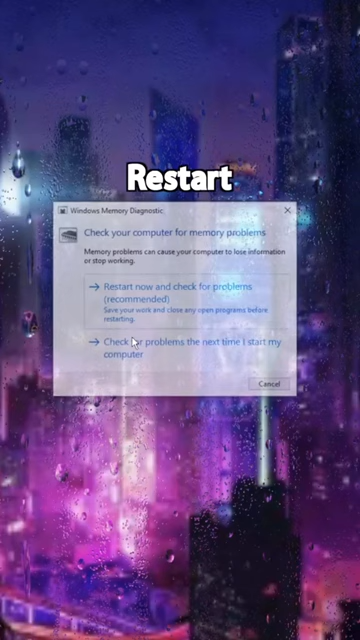 Restart
Windows Memory Diagnostic
Check your computer for memory problems
Memory problems can cause your computer to lose information
or stop working.
Restart now and check for problems
(recommended)
Save your work and close any open programs before
restarting.
Check for problems the next time I start my
computer
Cancel